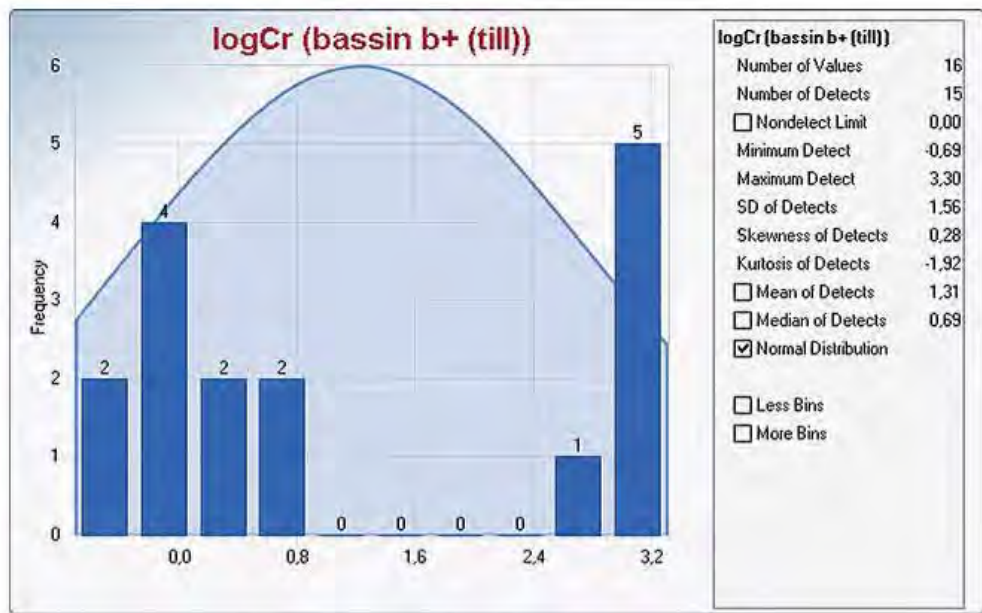 logCr (bassin b+ (till))
6
5
4
3
2
1
0
Frequency
2
4
2
2
0
0
0
0
1
5
0,0
0,8
1,6
2,4
3,2
logCr (bassin b+ (till))
Number of Values 16
Number of Detects 15
Nondetect Limit 0,00
Minimum Detect -0,69
Maximum Detect 3,30
SD of Detects 1,56
Skewness of Detects 0,28
Kurtosis of Detects -1,92
Mean of Detects 1,31
Median of Detects 0,69
Normal Distribution
Less Bins
More Bins